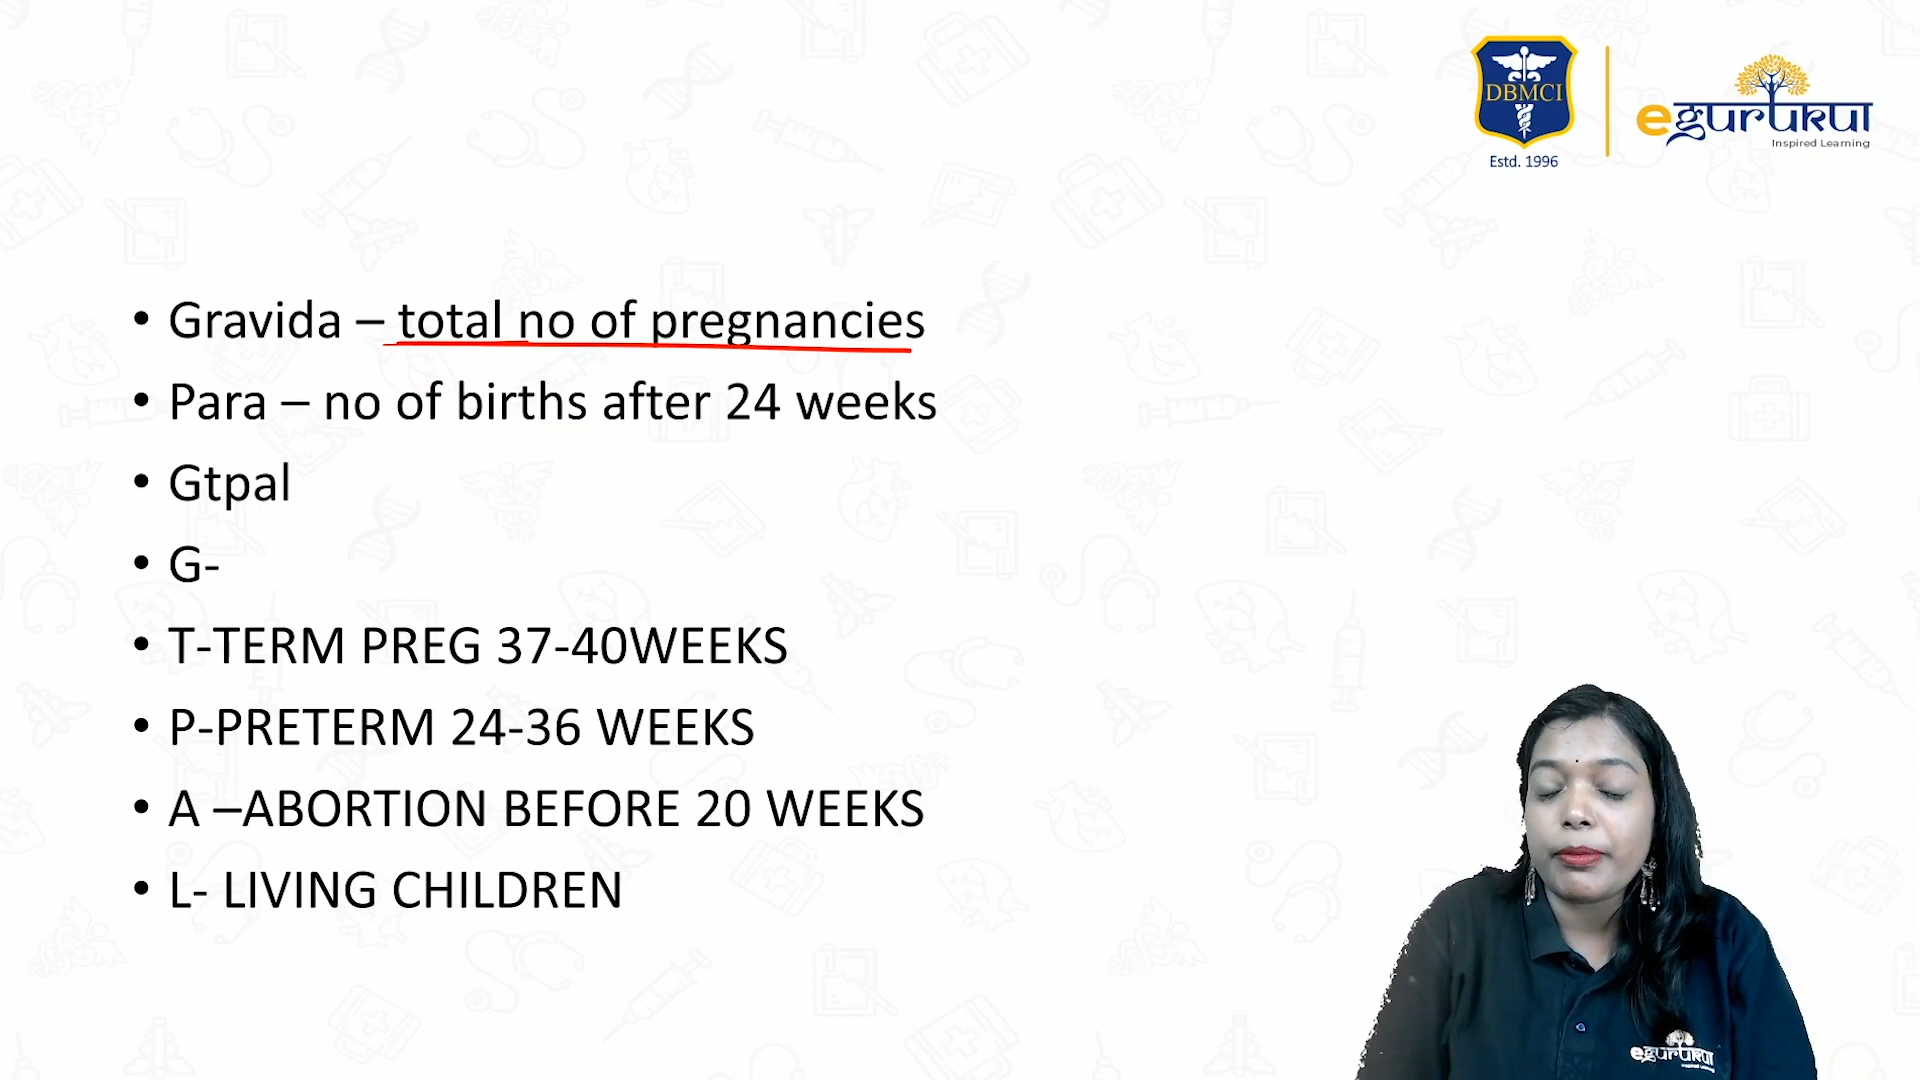 DBMCI
Estd. 1996
egurukul
Inspired Learning
• Gravida – total no of pregnancies
• Para – no of births after 24 weeks
• Gtpal
• G-
• T-TERM PREG 37-40WEEKS
• P-PRETERM 24-36 WEEKS
• A –ABORTION BEFORE 20 WEEKS
• L- LIVING CHILDREN
egurukul